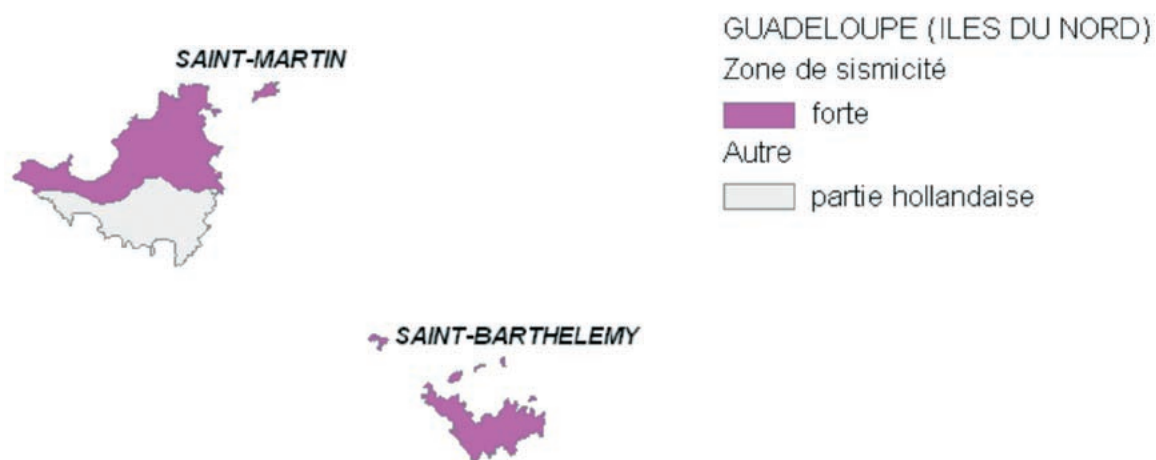 SAINT-MARTIN
GUADELOUPE (ILES DU NORD)
Zone de sismicité
forte
Autre
partie hollandaise
SAINT-BARTHELEMY